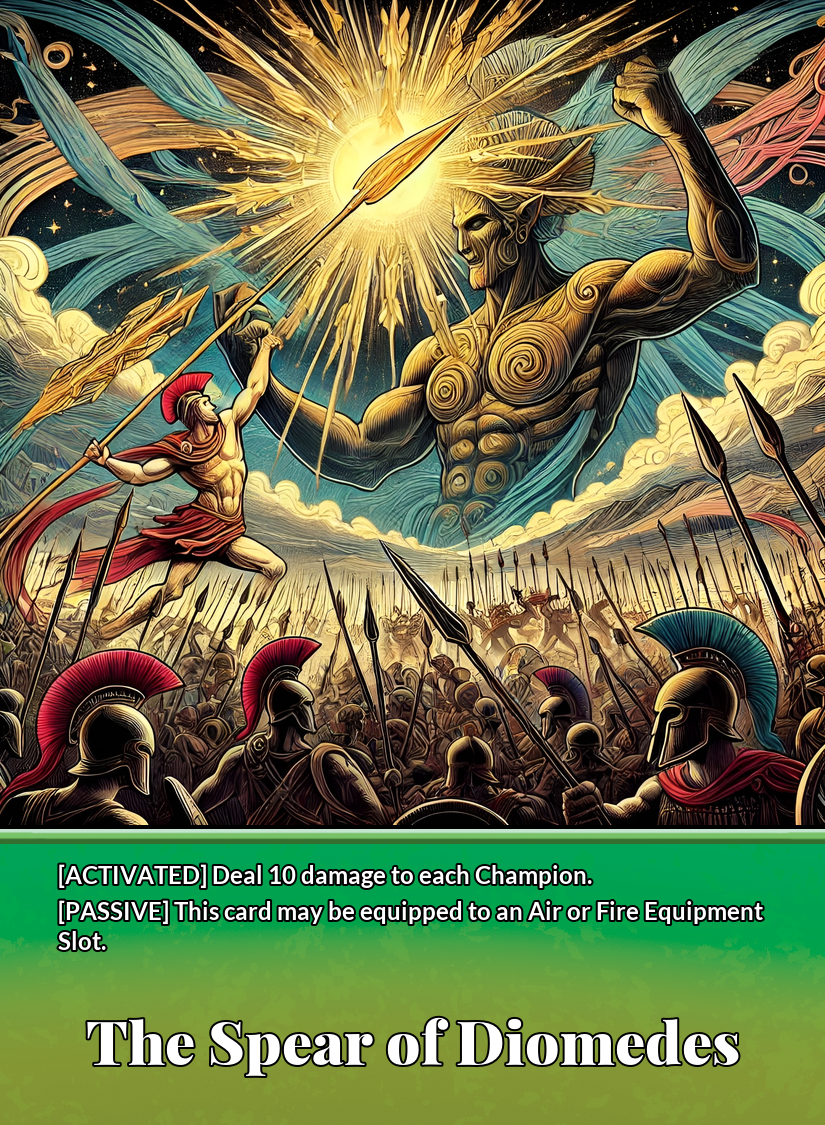 [ACTIVATED] Deal 10 damage to each Champion.
[PASSIVE] This card may be equipped to an Air or Fire Equipment
Slot.
The Spear of Diomedes